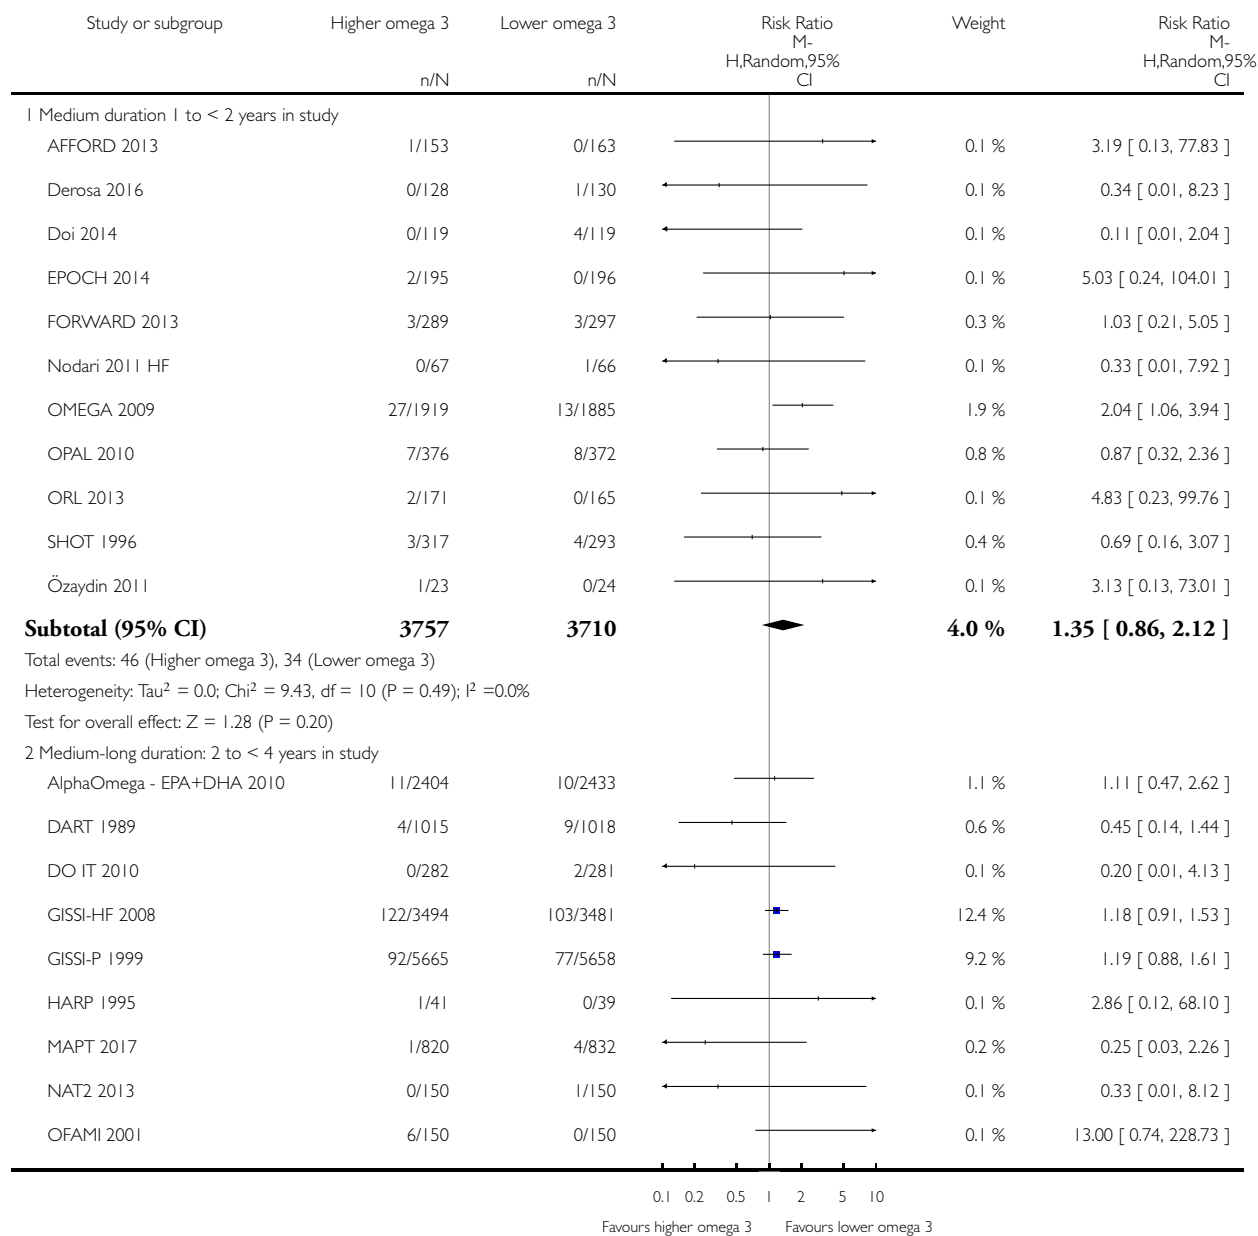 Study or subgroup Higher omega 3 Lower omega 3 Risk Ratio Weight Risk Ratio
M- M-
H,Random,95% H,Random,95%
n/N n/N CI CI
1 Medium duration 1 to < 2 years in study
AFFORD 2013 1/153 0/163 0.1 % 3.19 [ 0.13, 77.83 ]
Derosa 2016 0/128 1/130 0.1 % 0.34 [ 0.01, 8.23 ]
Doi 2014 0/119 4/119 0.1 % 0.11 [ 0.01, 2.04 ]
EPOCH 2014 2/195 0/196 0.1 % 5.03 [ 0.24, 104.01 ]
FORWARD 2013 3/289 3/297 0.3 % 1.03 [ 0.21, 5.05 ]
Nodari 2011 HF 0/67 1/66 0.1 % 0.33 [ 0.01, 7.92 ]
OMEGA 2009 27/1919 13/1885 1.9 % 2.04 [ 1.06, 3.94 ]
OPAL 2010 7/376 8/372 0.8 % 0.87 [ 0.32, 2.36 ]
ORL 2013 2/171 0/165 0.1 % 4.83 [ 0.23, 99.76 ]
SHOT 1996 3/317 4/293 0.4 % 0.69 [ 0.16, 3.07 ]
Özaydin 2011 1/23 0/24 0.1 % 3.13 [ 0.13, 73.01 ]
Subtotal (95% CI) 3757 3710 4.0 % 1.35 [ 0.86, 2.12 ]
Total events: 46 (Higher omega 3), 34 (Lower omega 3)
Heterogeneity: Tau² = 0.0; Chi² = 9.43, df = 10 (P = 0.49); I² =0.0%
Test for overall effect: Z = 1.28 (P = 0.20)
2 Medium-long duration: 2 to < 4 years in study
AlphaOmega - EPA+DHA 2010 11/2404 10/2433 1.1 % 1.11 [ 0.47, 2.62 ]
DART 1989 4/1015 9/1018 0.6 % 0.45 [ 0.14, 1.44 ]
DO IT 2010 0/282 2/281 0.1 % 0.20 [ 0.01, 4.13 ]
GISSI-HF 2008 122/3494 103/3481 12.4 % 1.18 [ 0.91, 1.53 ]
GISSI-P 1999 92/5665 77/5658 9.2 % 1.19 [ 0.88, 1.61 ]
HARP 1995 1/41 0/39 0.1 % 2.86 [ 0.12, 68.10 ]
MAPT 2017 1/820 4/832 0.2 % 0.25 [ 0.03, 2.26 ]
NAT2 2013 0/150 1/150 0.1 % 0.33 [ 0.01, 8.12 ]
OFAMI 2001 6/150 0/150 0.1 % 13.00 [ 0.74, 228.73 ]
0.1 0.2 0.5 1 2 5 10
Favours higher omega 3 Favours lower omega 3